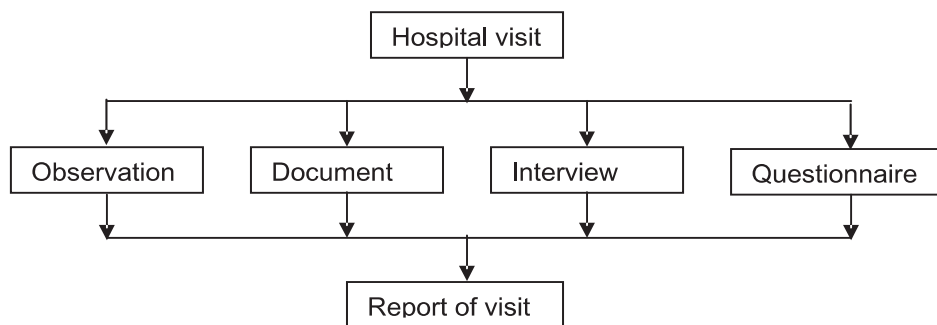 Hospital visit
Observation
Document
Interview
Questionnaire
Report of visit